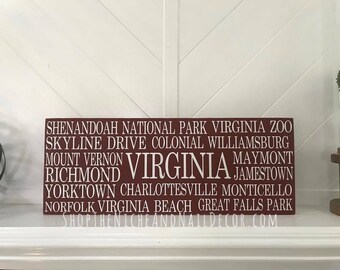 SHENANDOAH NATIONAL PARK VIRGINIA ZOO
SKYLINE DRIVE COLONIAL WILLIAMSBURG
MOUNT VERNON VIRGINIA MAYMONT
RICHMOND JAMESTOWN
YORKTOWN CHARLOTTESVILLE MONTICELLO
NORFOLK VIRGINIA BEACH GREAT FALLS PARK
SHOPTHENICHEANDNAILDECOR.COM